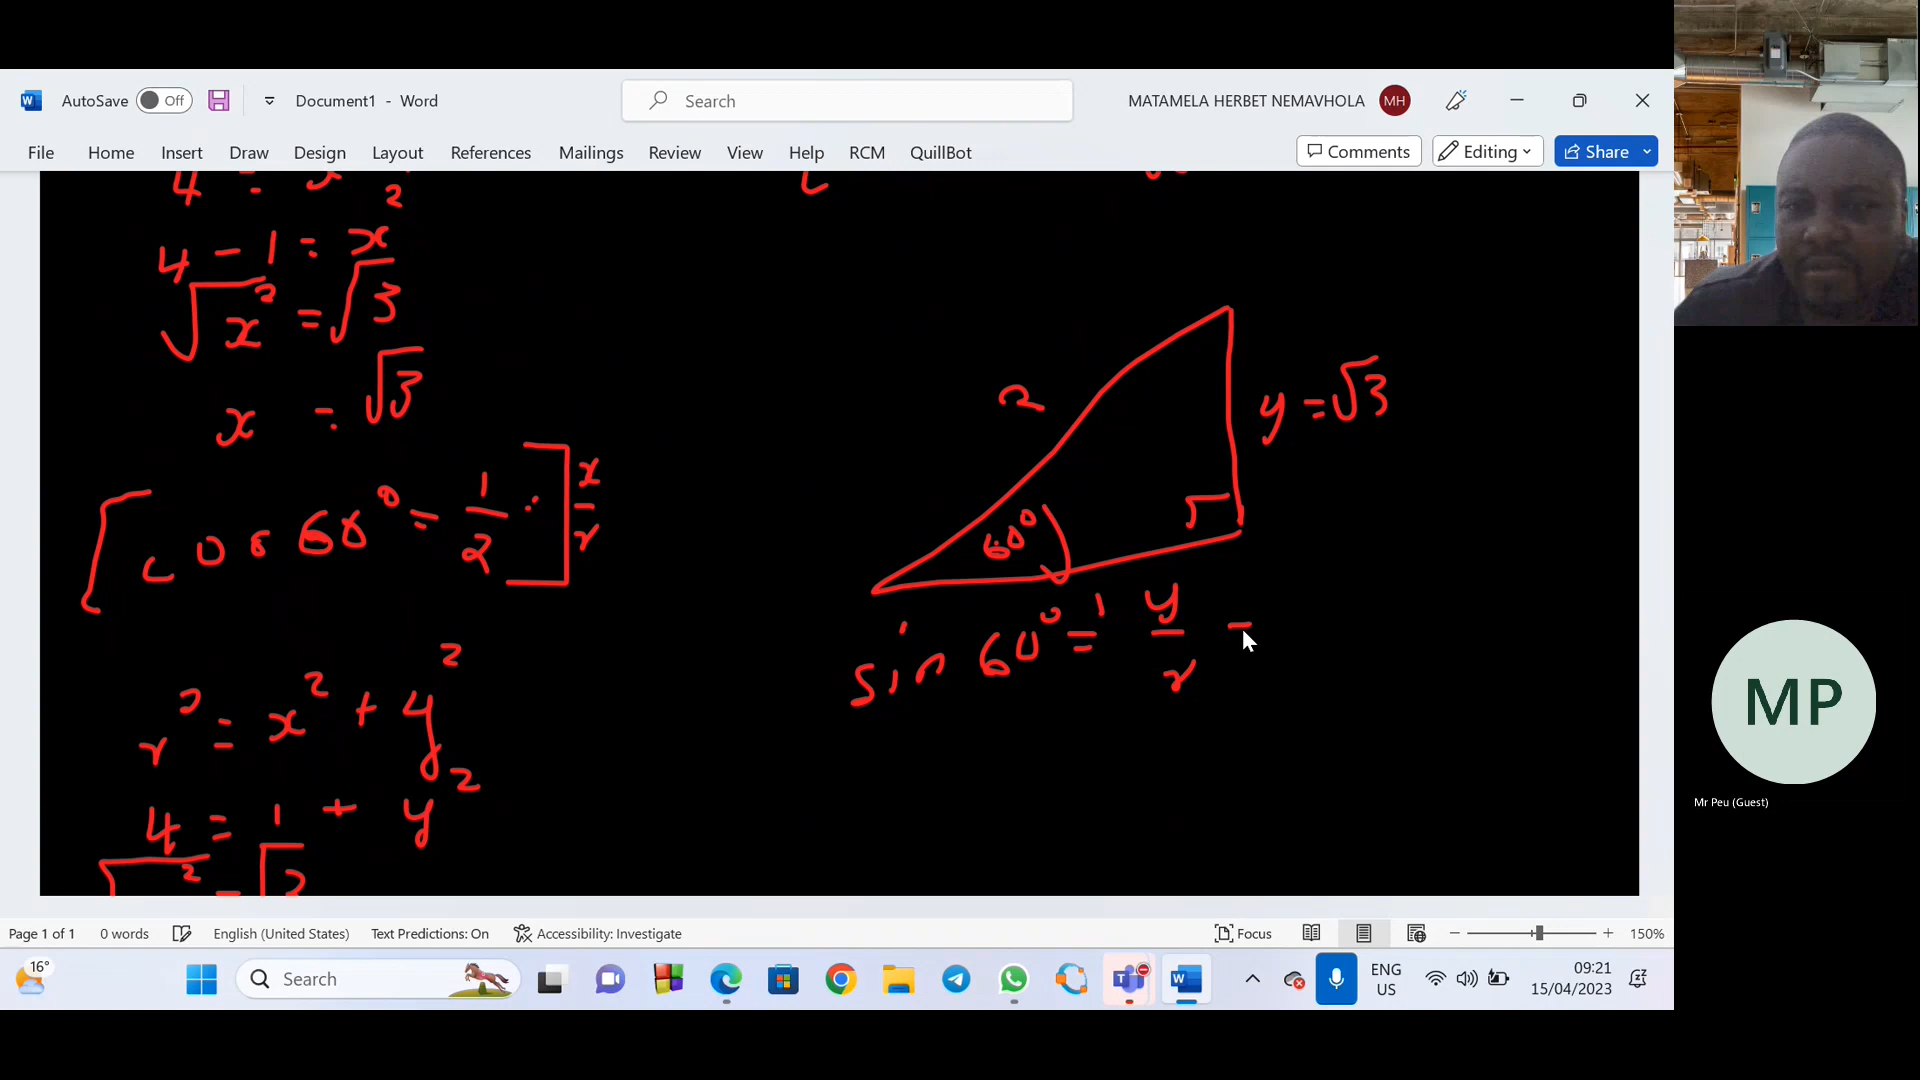 AutoSave Off Document1 - Word Search MATAMELA HERBET NEMAVHOLA MH
File Home Insert Draw Design Layout References Mailings Review View Help RCM QuillBot Comments Editing Share
4 - 1 = x
√x² = √3
x = √3
[cos 60° = 1/2 ∴] x/r
r² = x² + y²
4 = 1 + y²
2
y = √3
60°
sin 60° = y/r =
MP
Mr Peu (Guest)
Page 1 of 1 0 words English (United States) Text Predictions: On Accessibility: Investigate Focus 150%
16° Search ENG US 09:21 15/04/2023